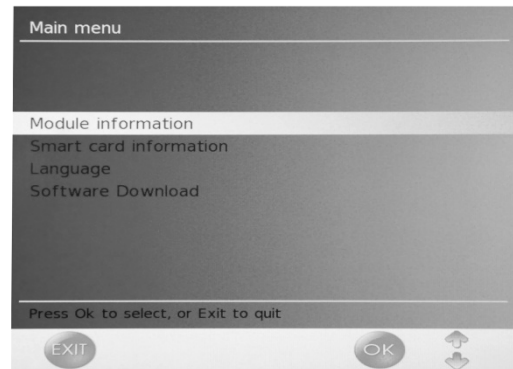 Main menu
Module information
Smart card information
Language
Software Download
Press Ok to select, or Exit to quit
EXIT
OK